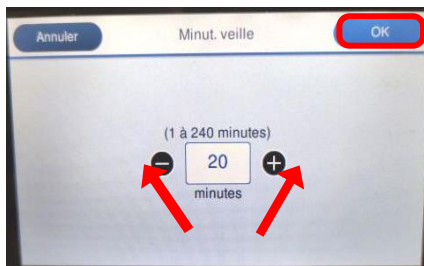 Annuler
Minut. veille
OK
(1 à 240 minutes)
20
minutes